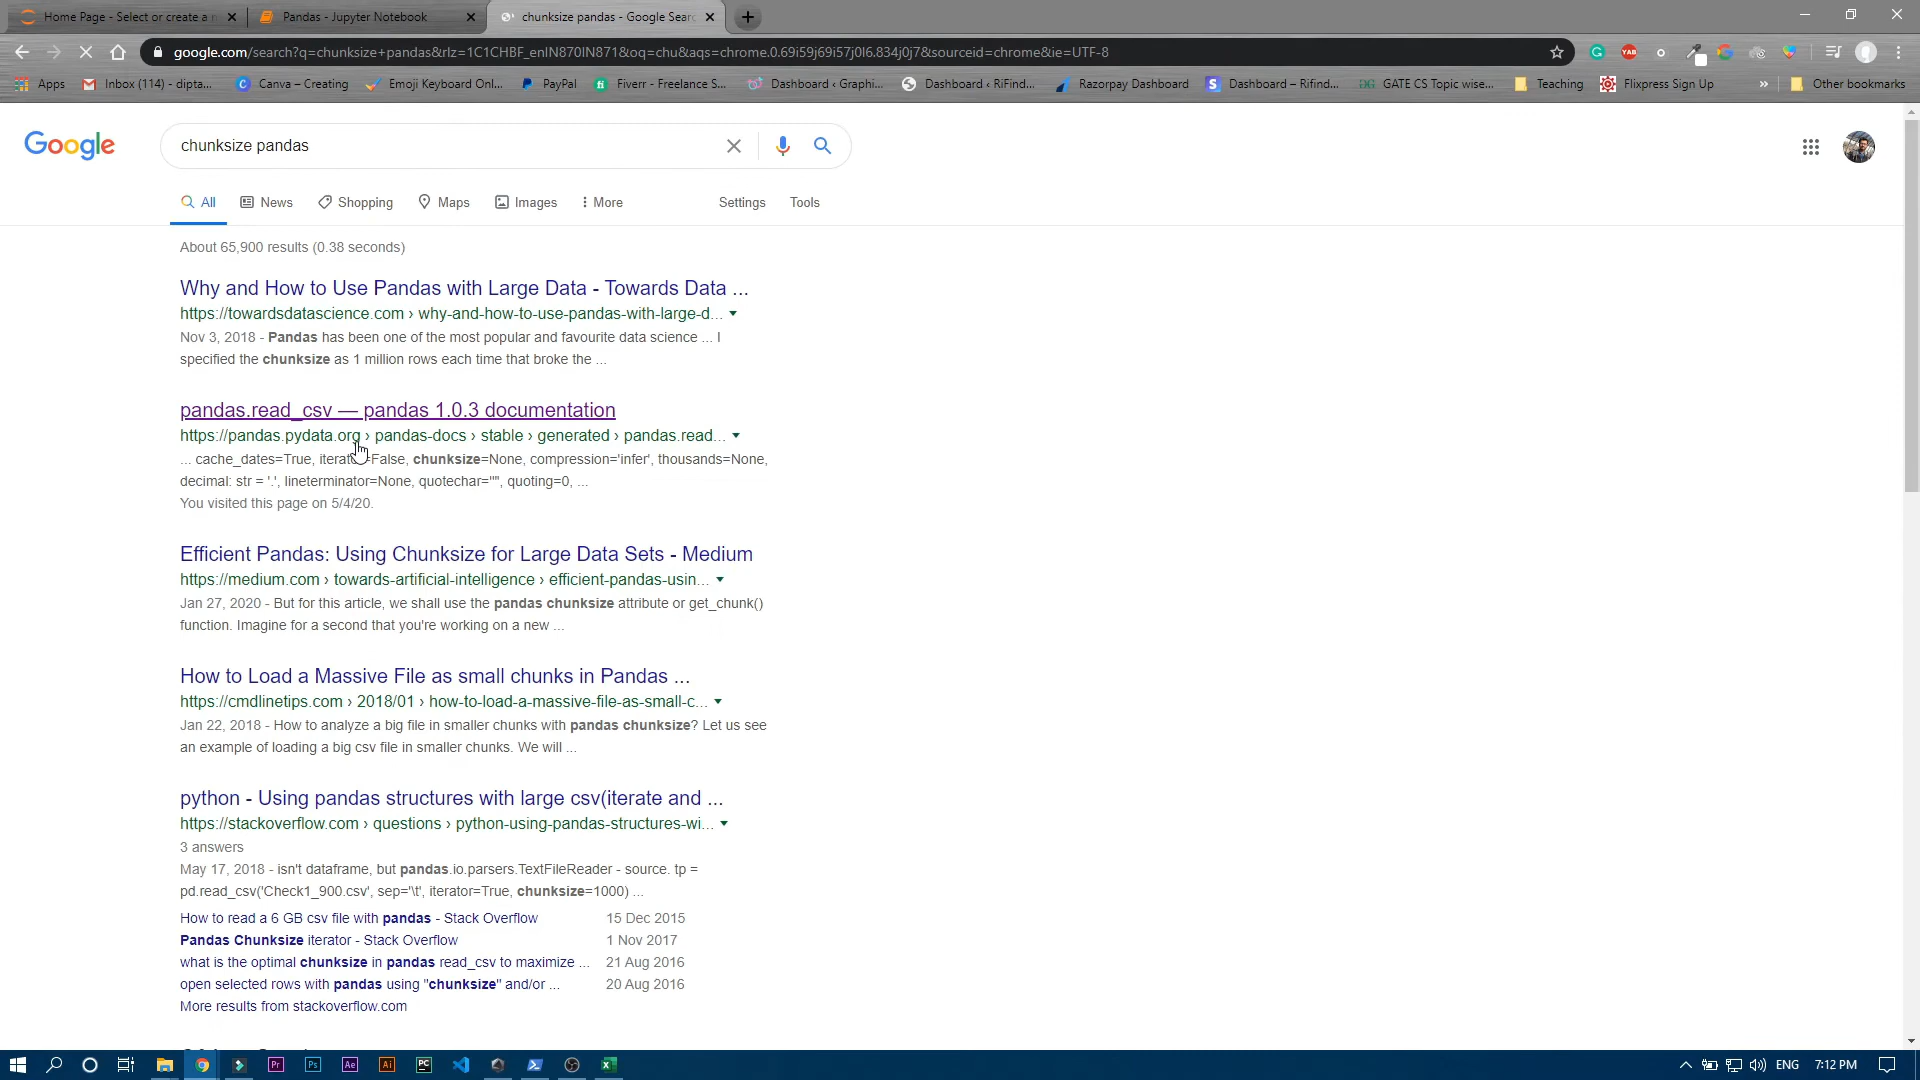 Home Page - Select or create a n
Pandas - Jupyter Notebook
chunksize pandas - Google Searc
google.com/search?q=chunksize+pandas&rlz=1C1CHBF_enIN870IN871&oq=chu&aqs=chrome.0.69i59j69i57j0l6.834j0j7&sourceid=chrome&ie=UTF-8
Apps
Inbox (114) - dipta...
Canva – Creating
Emoji Keyboard Onl...
PayPal
Fiverr - Freelance S...
Dashboard ‹ Graphi...
Dashboard ‹ RiFind...
Razorpay Dashboard
Dashboard – Rifind...
GATE CS Topic wise...
Teaching
Flixpress Sign Up
»
Other bookmarks
Google
chunksize pandas
All
News
Shopping
Maps
Images
More
Settings
Tools
About 65,900 results (0.38 seconds)
Why and How to Use Pandas with Large Data - Towards Data ...
https://towardsdatascience.com › why-and-how-to-use-pandas-with-large-d...
Nov 3, 2018 - Pandas has been one of the most popular and favourite data science ... I
specified the chunksize as 1 million rows each time that broke the ...
pandas.read_csv — pandas 1.0.3 documentation
https://pandas.pydata.org › pandas-docs › stable › generated › pandas.read...
... cache_dates=True, iterator=False, chunksize=None, compression='infer', thousands=None,
decimal: str = '.', lineterminator=None, quotechar='"', quoting=0, ...
You visited this page on 5/4/20.
Efficient Pandas: Using Chunksize for Large Data Sets - Medium
https://medium.com › towards-artificial-intelligence › efficient-pandas-usin...
Jan 27, 2020 - But for this article, we shall use the pandas chunksize attribute or get_chunk()
function. Imagine for a second that you're working on a new ...
How to Load a Massive File as small chunks in Pandas ...
https://cmdlinetips.com › 2018/01 › how-to-load-a-massive-file-as-small-c...
Jan 22, 2018 - How to analyze a big file in smaller chunks with pandas chunksize? Let us see
an example of loading a big csv file in smaller chunks. We will ...
python - Using pandas structures with large csv(iterate and ...
https://stackoverflow.com › questions › python-using-pandas-structures-wi...
3 answers
May 17, 2018 - isn't dataframe, but pandas.io.parsers.TextFileReader - source. tp =
pd.read_csv('Check1_900.csv', sep='\t', iterator=True, chunksize=1000) ...
How to read a 6 GB csv file with pandas - Stack Overflow 15 Dec 2015
Pandas Chunksize iterator - Stack Overflow 1 Nov 2017
what is the optimal chunksize in pandas read_csv to maximize ... 21 Aug 2016
open selected rows with pandas using "chunksize" and/or ... 20 Aug 2016
More results from stackoverflow.com
Pr
Ps
Ae
Ai
PC
ENG
7:12 PM